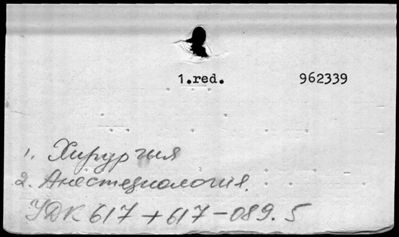 1.red. 962339
1. Хирургия
2. Анестезиология.
УДК 617 + 617-089.5